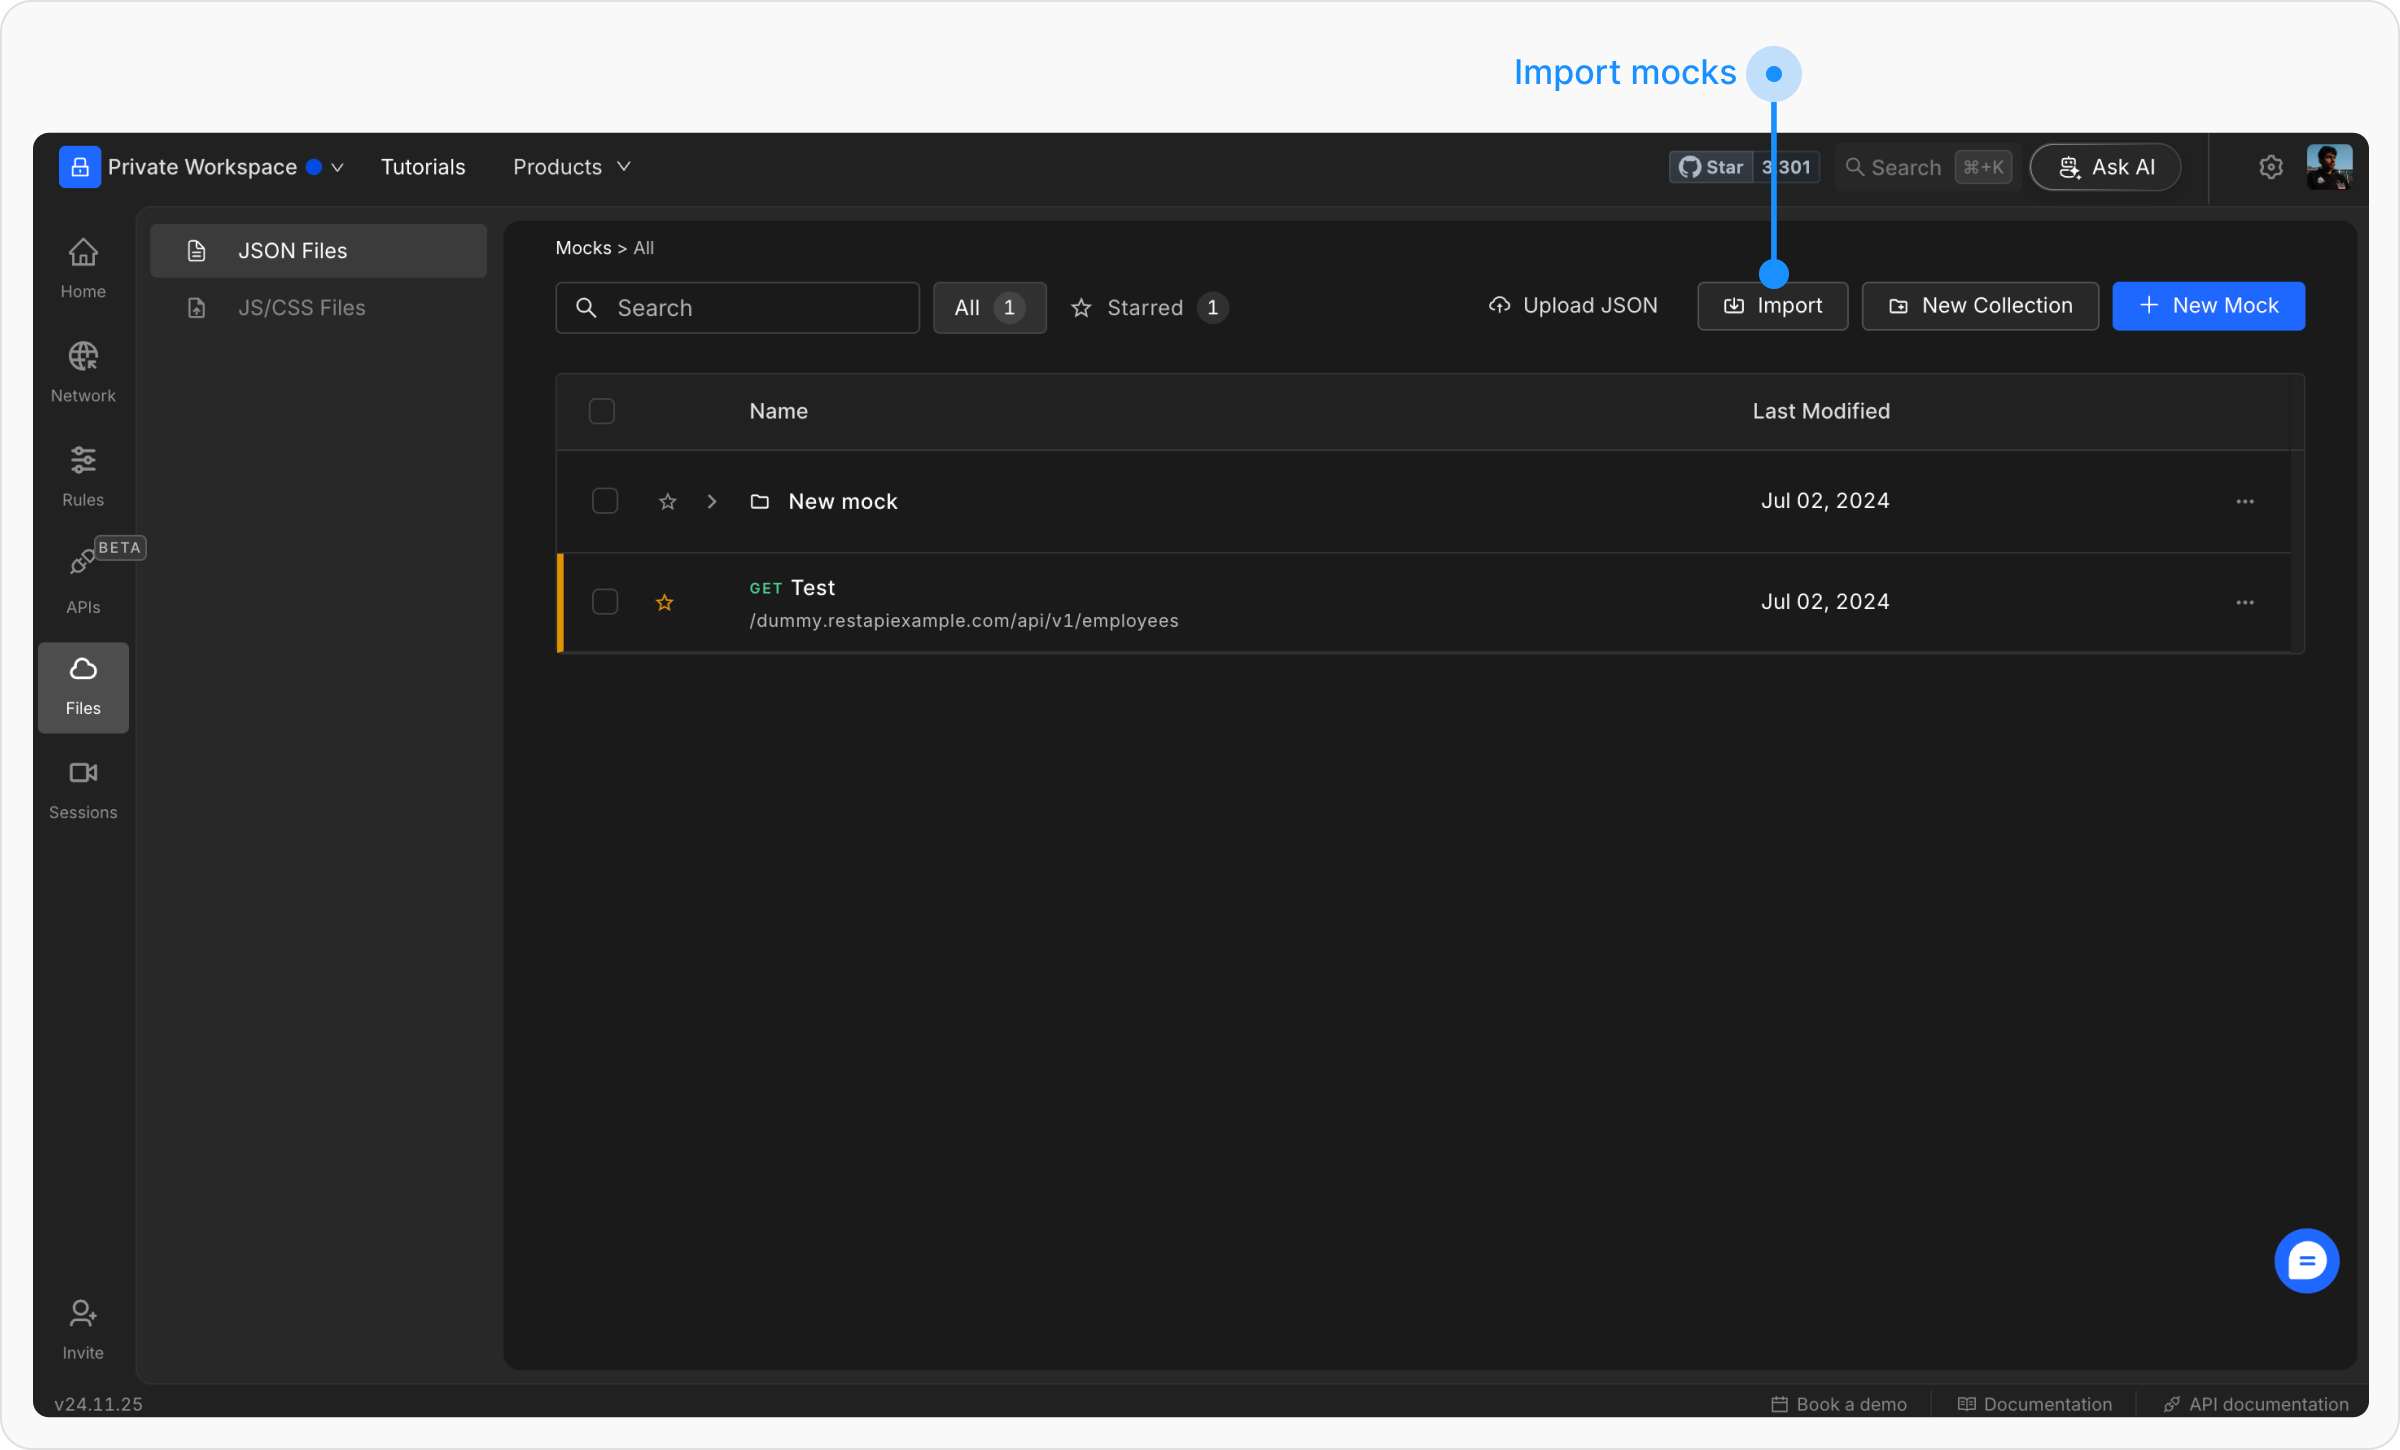 Import mocks
Private Workspace Tutorials Products Star 3,301 Search ⌘+K Ask AI
Home
Network
Rules
BETA
APIs
Files
Sessions
Invite
JSON Files
JS/CSS Files
Mocks > All
Search All 1 Starred 1 Upload JSON Import New Collection New Mock
Name Last Modified
New mock Jul 02, 2024
GET Test Jul 02, 2024
/dummy.restapiexample.com/api/v1/employees
v24.11.25 Book a demo Documentation API documentation